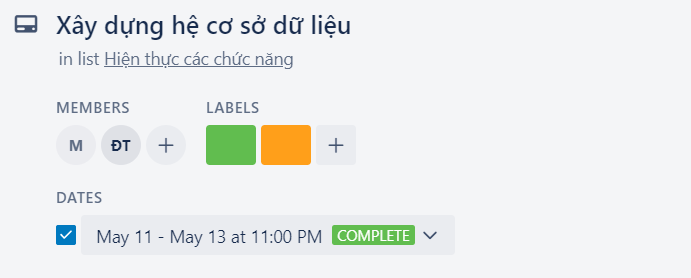 Xây dựng hệ cơ sở dữ liệu
in list Hiện thực các chức năng
MEMBERS LABELS
M ĐT + +
DATES
May 11 - May 13 at 11:00 PM COMPLETE